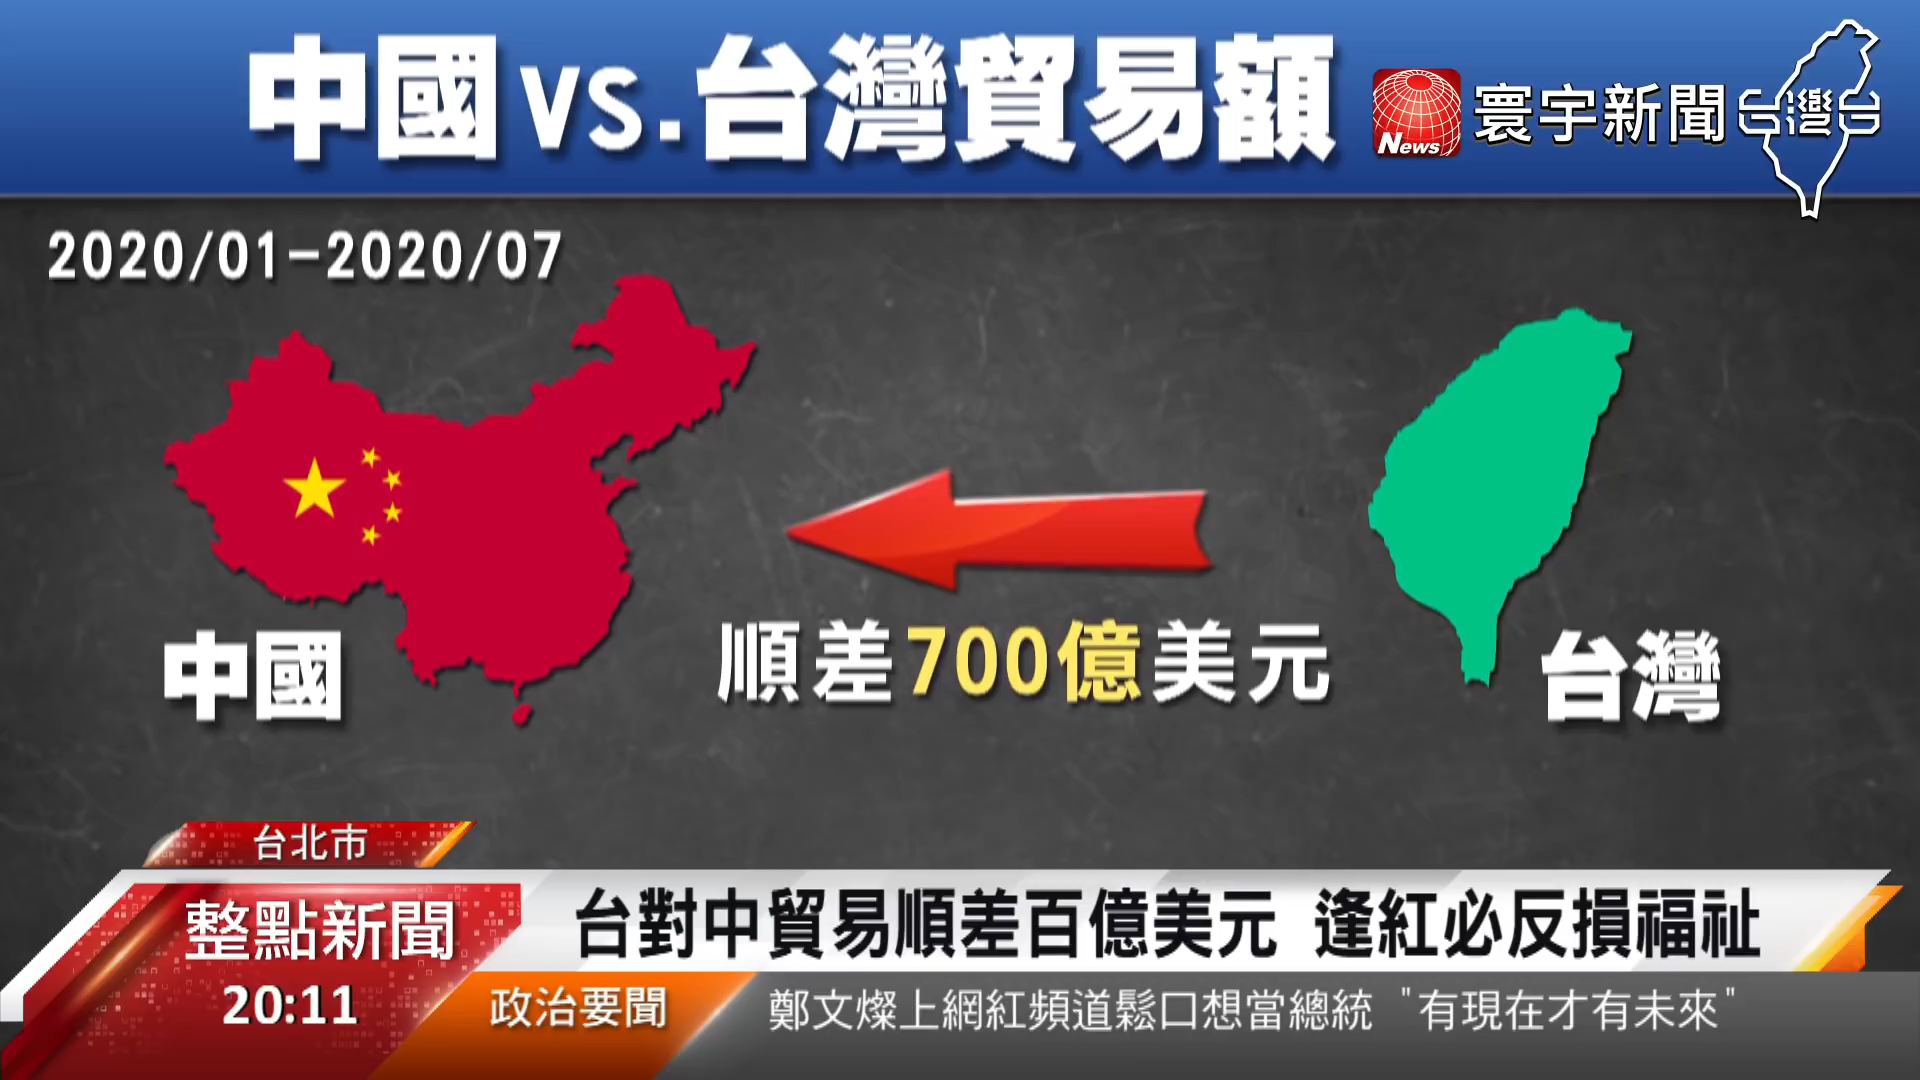 中國vs.台灣貿易額
News 寰宇新聞 台灣台
2020/01-2020/07
順差700億美元
中國
台灣
台北市
整點新聞
台對中貿易順差百億美元 逢紅必反損福祉
20:11
政治要聞
鄭文燦上網紅頻道鬆口想當總統 "有現在才有未來"